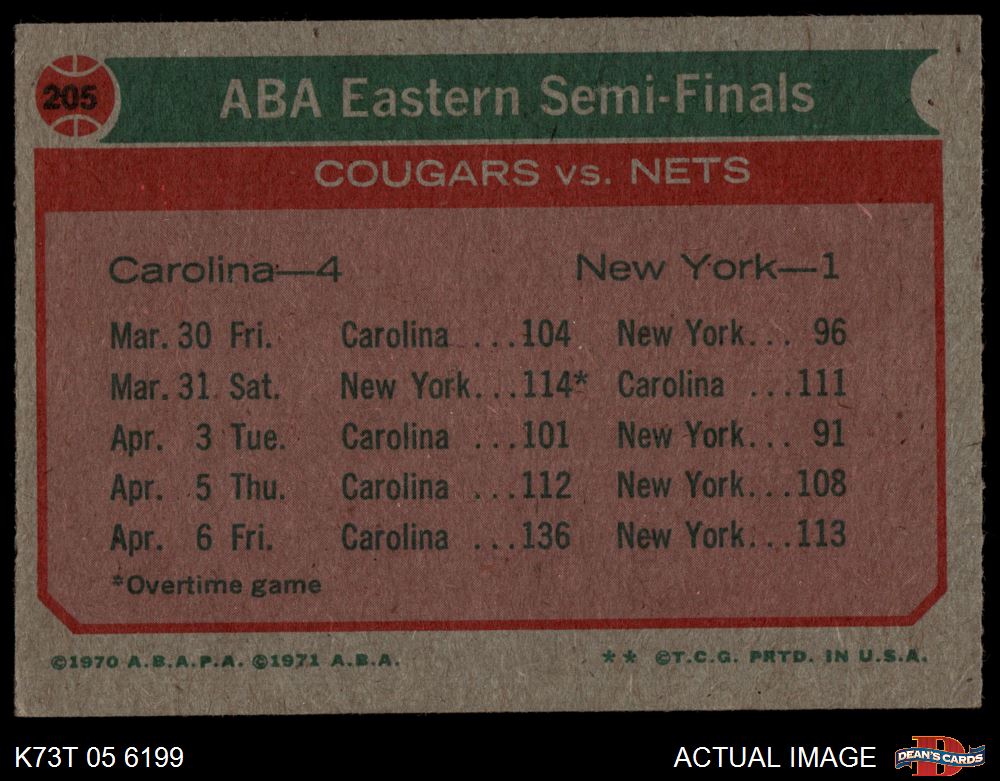 205
ABA Eastern Semi-Finals
COUGARS vs. NETS
Carolina—4 New York—1
Mar. 30 Fri. Carolina ...104 New York... 96
Mar. 31 Sat. New York...114* Carolina ...111
Apr. 3 Tue. Carolina ...101 New York... 91
Apr. 5 Thu. Carolina ...112 New York...108
Apr. 6 Fri. Carolina ...136 New York...113
*Overtime game
©1970 A.B.A.P.A. ©1971 A.B.A. ** ©T.C.G. PRTD. IN U.S.A.
K73T 05 6199 ACTUAL IMAGE D DEAN'S CARDS